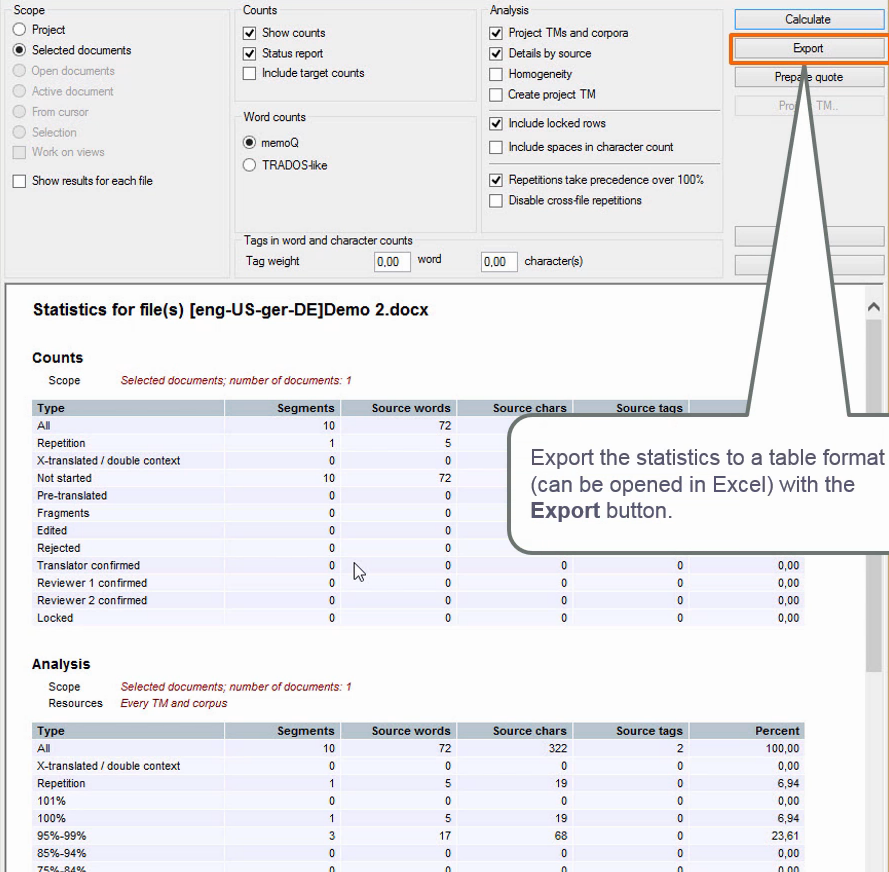 Scope
Project
Selected documents
Open documents
Active document
From cursor
Selection
Work on views
Show results for each file
Counts
Show counts
Status report
Include target counts
Word counts
memoQ
TRADOS-like
Tags in word and character counts
Tag weight 0,00 word 0,00 character(s)
Analysis
Project TMs and corpora
Details by source
Homogeneity
Create project TM
Include locked rows
Include spaces in character count
Repetitions take precedence over 100%
Disable cross-file repetitions
Calculate
Export
Prepare quote
TM..
Statistics for file(s) [eng-US-ger-DE]Demo 2.docx
Counts
Scope Selected documents; number of documents: 1
Type Segments Source words Source chars Source tags
All 10 72
Repetition 1 5
X-translated / double context 0 0
Not started 10 72
Pre-translated 0 0
Fragments 0 0
Edited 0 0
Rejected 0 0
Translator confirmed 0 0 0 0 0,00
Reviewer 1 confirmed 0 0 0 0 0,00
Reviewer 2 confirmed 0 0 0 0 0,00
Locked 0 0 0 0 0,00
Export the statistics to a table format
(can be opened in Excel) with the
Export button.
Analysis
Scope Selected documents; number of documents: 1
Resources Every TM and corpus
Type Segments Source words Source chars Source tags Percent
All 10 72 322 2 100,00
X-translated / double context 0 0 0 0 0,00
Repetition 1 5 19 0 6,94
101% 0 0 0 0 0,00
100% 1 5 19 0 6,94
95%-99% 3 17 68 0 23,61
85%-94% 0 0 0 0 0,00
75%-84% 0 0 0 0 0,00